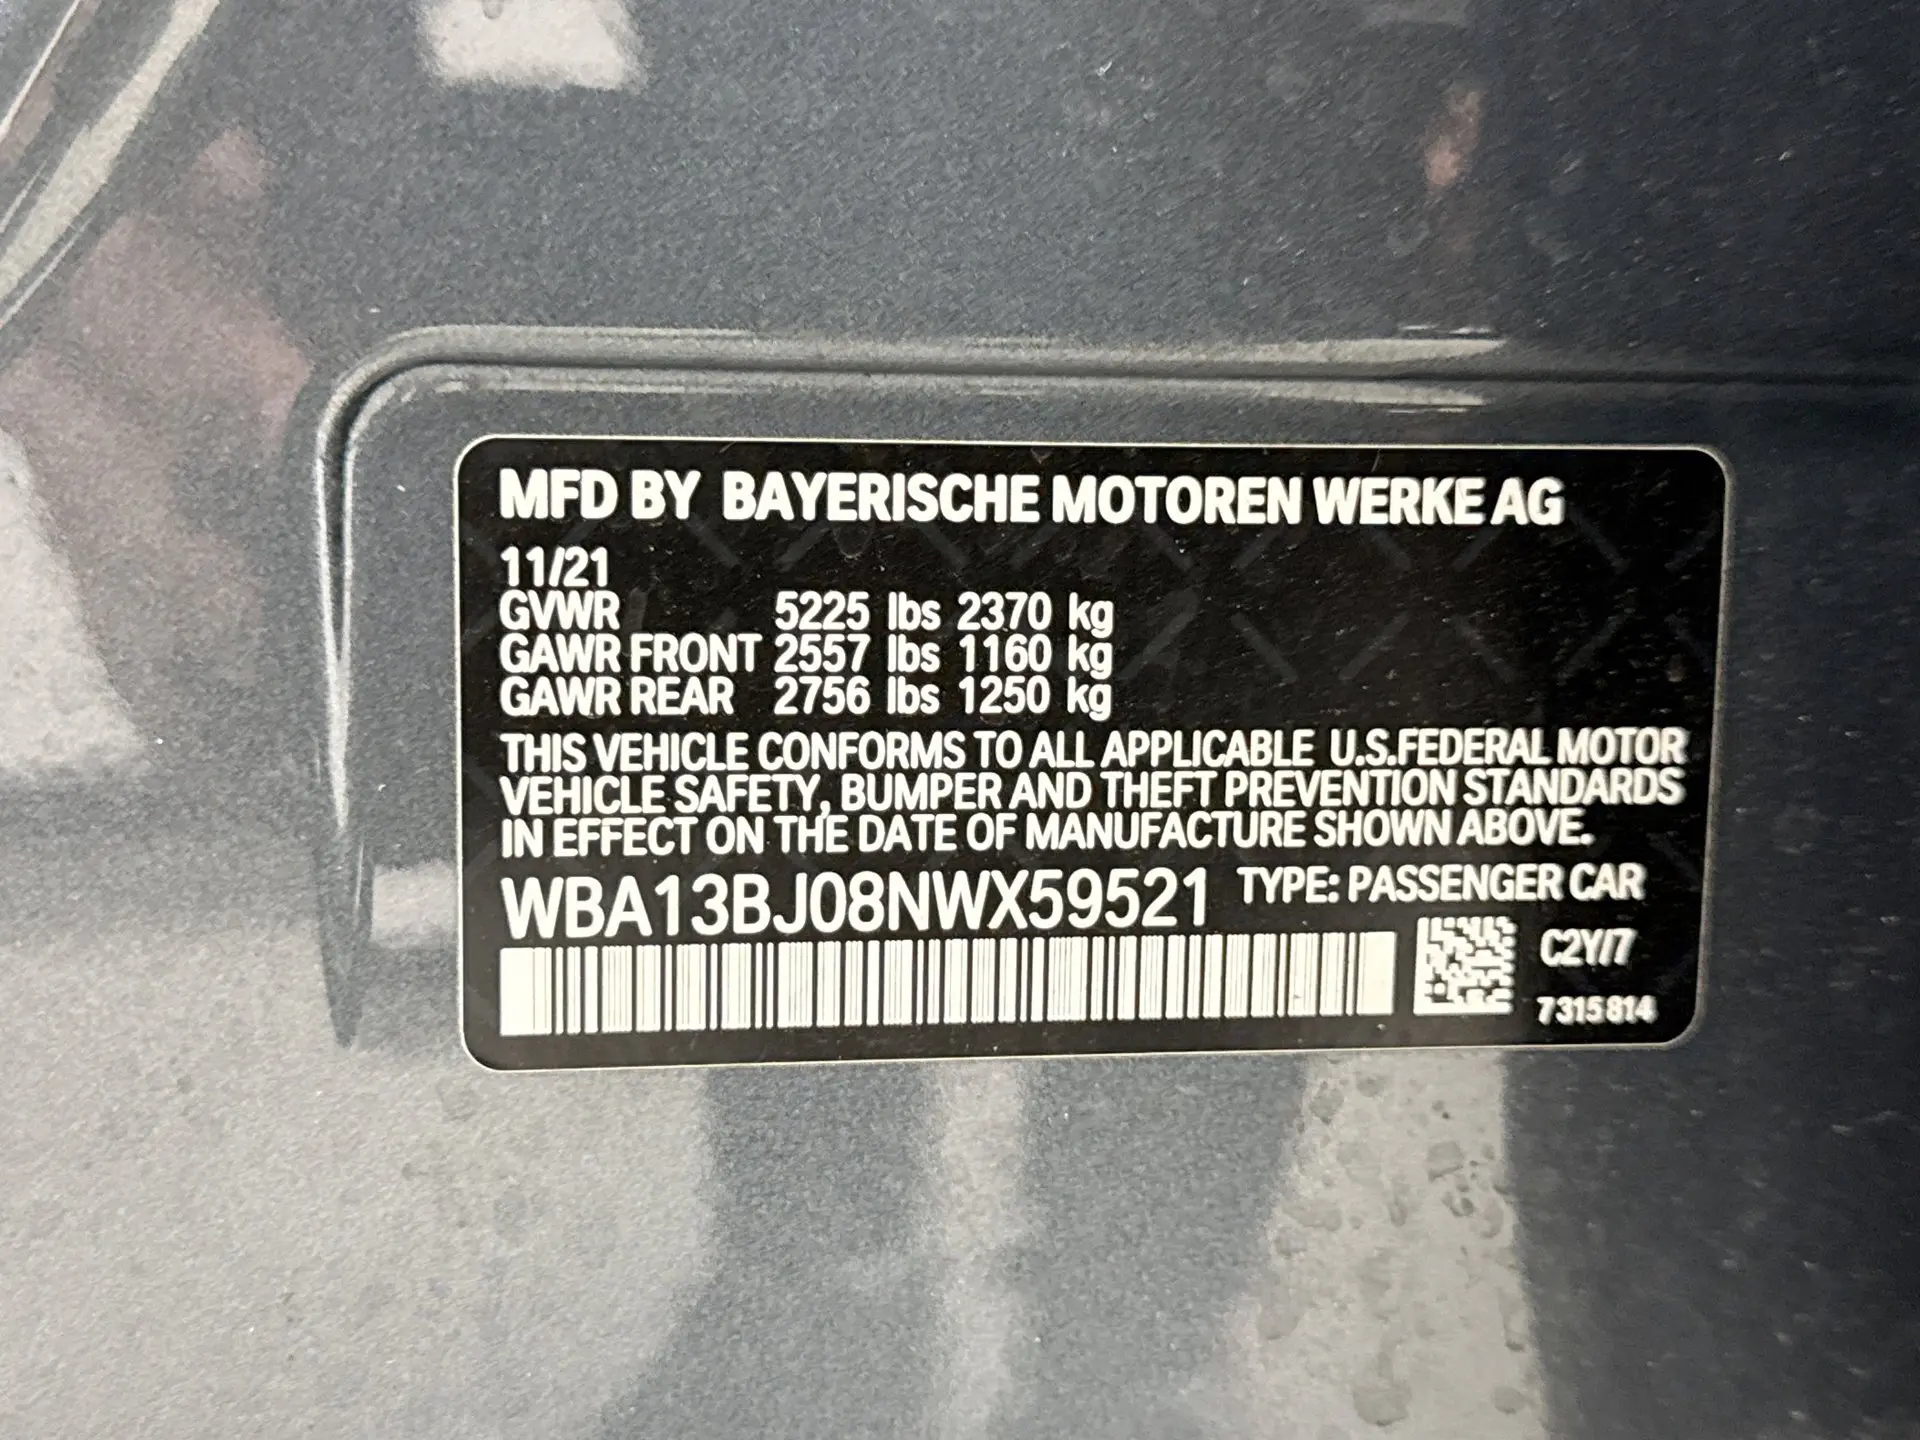 MFD BY BAYERISCHE MOTOREN WERKE AG
11/21
GVWR 5225 lbs 2370 kg
GAWR FRONT 2557 lbs 1160 kg
GAWR REAR 2756 lbs 1250 kg
THIS VEHICLE CONFORMS TO ALL APPLICABLE U.S.FEDERAL MOTOR
VEHICLE SAFETY, BUMPER AND THEFT PREVENTION STANDARDS
IN EFFECT ON THE DATE OF MANUFACTURE SHOWN ABOVE.
WBA13BJ08NWX59521 TYPE: PASSENGER CAR
C2Y/7
7315814